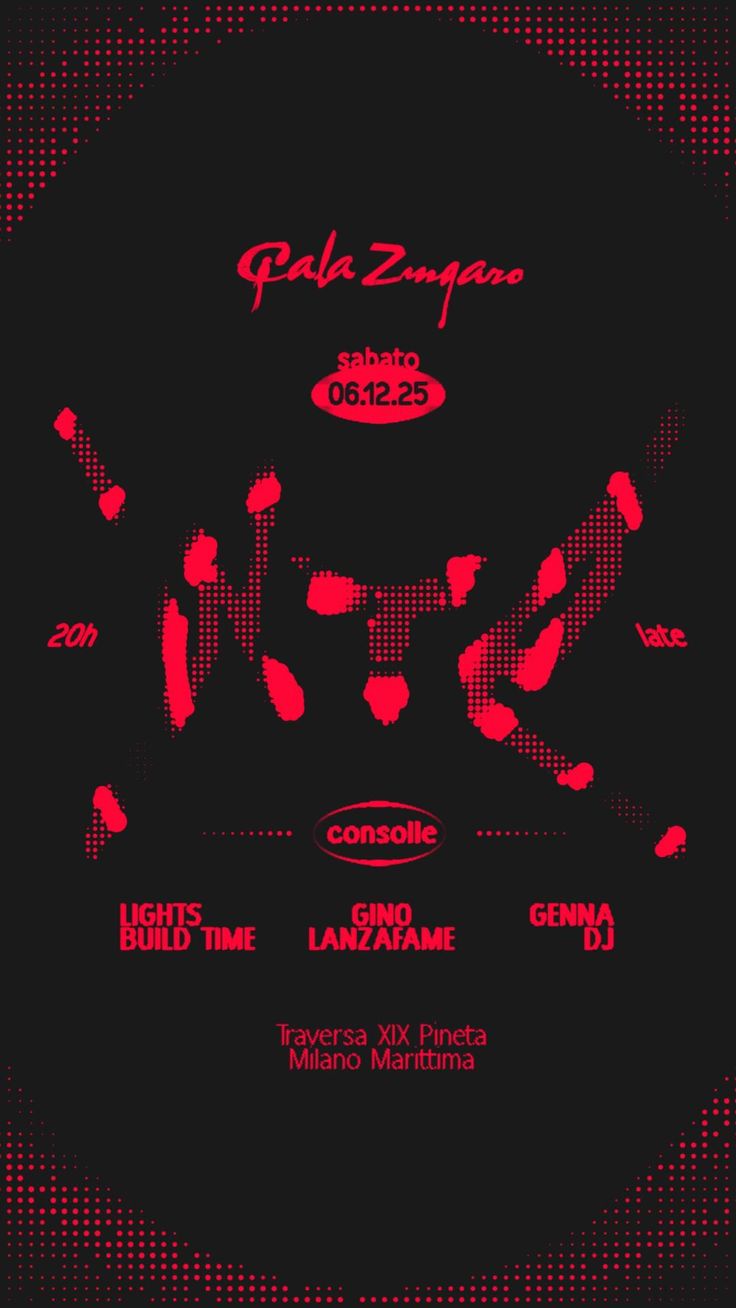 Cala Zingaro
sabato
06.12.25
20h
late
consolle
LIGHTS
BUILD TIME
GINO
LANZAFAME
GENNA
DJ
Traversa XIX Pineta
Milano Marittima